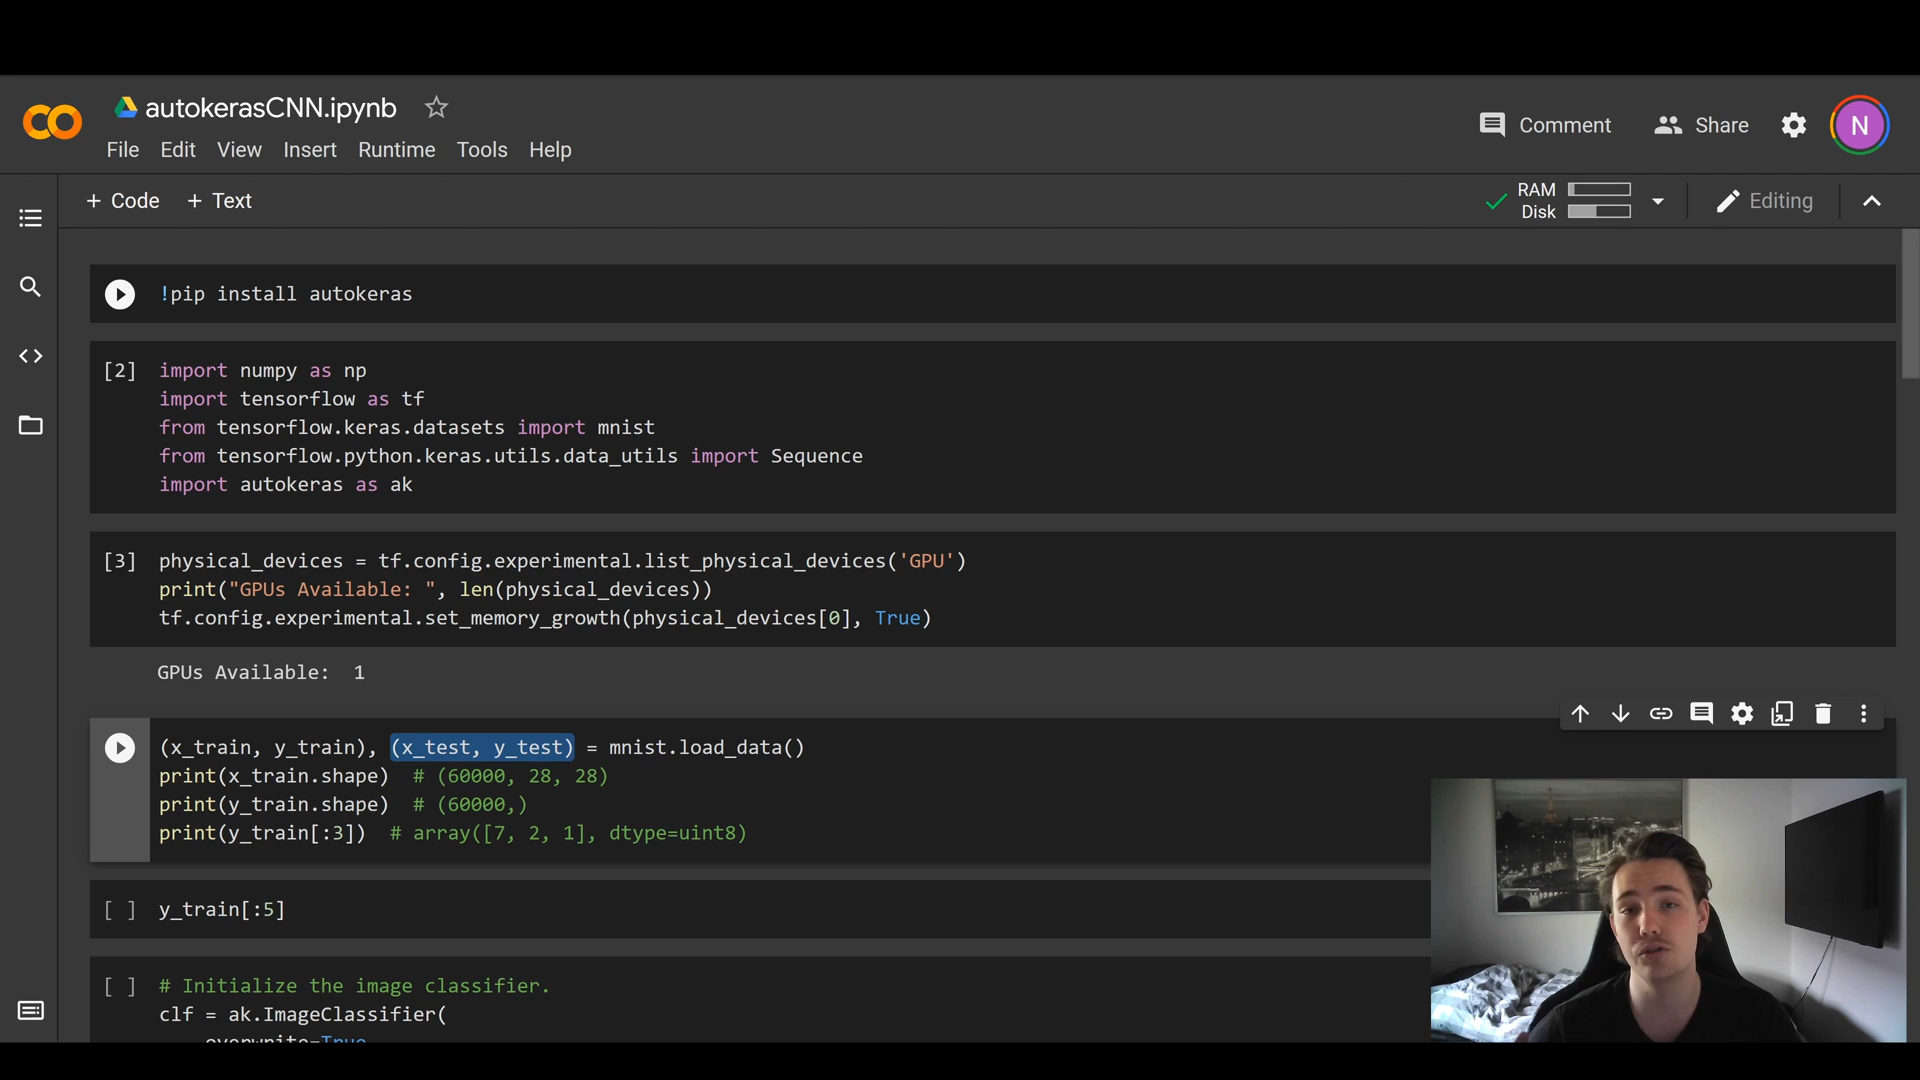 autokerasCNN.ipynb
Comment
Share
N
File Edit View Insert Runtime Tools Help
+ Code + Text
RAM
Disk
Editing
!pip install autokeras
[2] import numpy as np
import tensorflow as tf
from tensorflow.keras.datasets import mnist
from tensorflow.python.keras.utils.data_utils import Sequence
import autokeras as ak
[3] physical_devices = tf.config.experimental.list_physical_devices('GPU')
print("GPUs Available: ", len(physical_devices))
tf.config.experimental.set_memory_growth(physical_devices[0], True)
GPUs Available:  1
(x_train, y_train), (x_test, y_test) = mnist.load_data()
print(x_train.shape)  # (60000, 28, 28)
print(y_train.shape)  # (60000,)
print(y_train[:3])  # array([7, 2, 1], dtype=uint8)
[ ] y_train[:5]
[ ] # Initialize the image classifier.
clf = ak.ImageClassifier(
overwrite=True